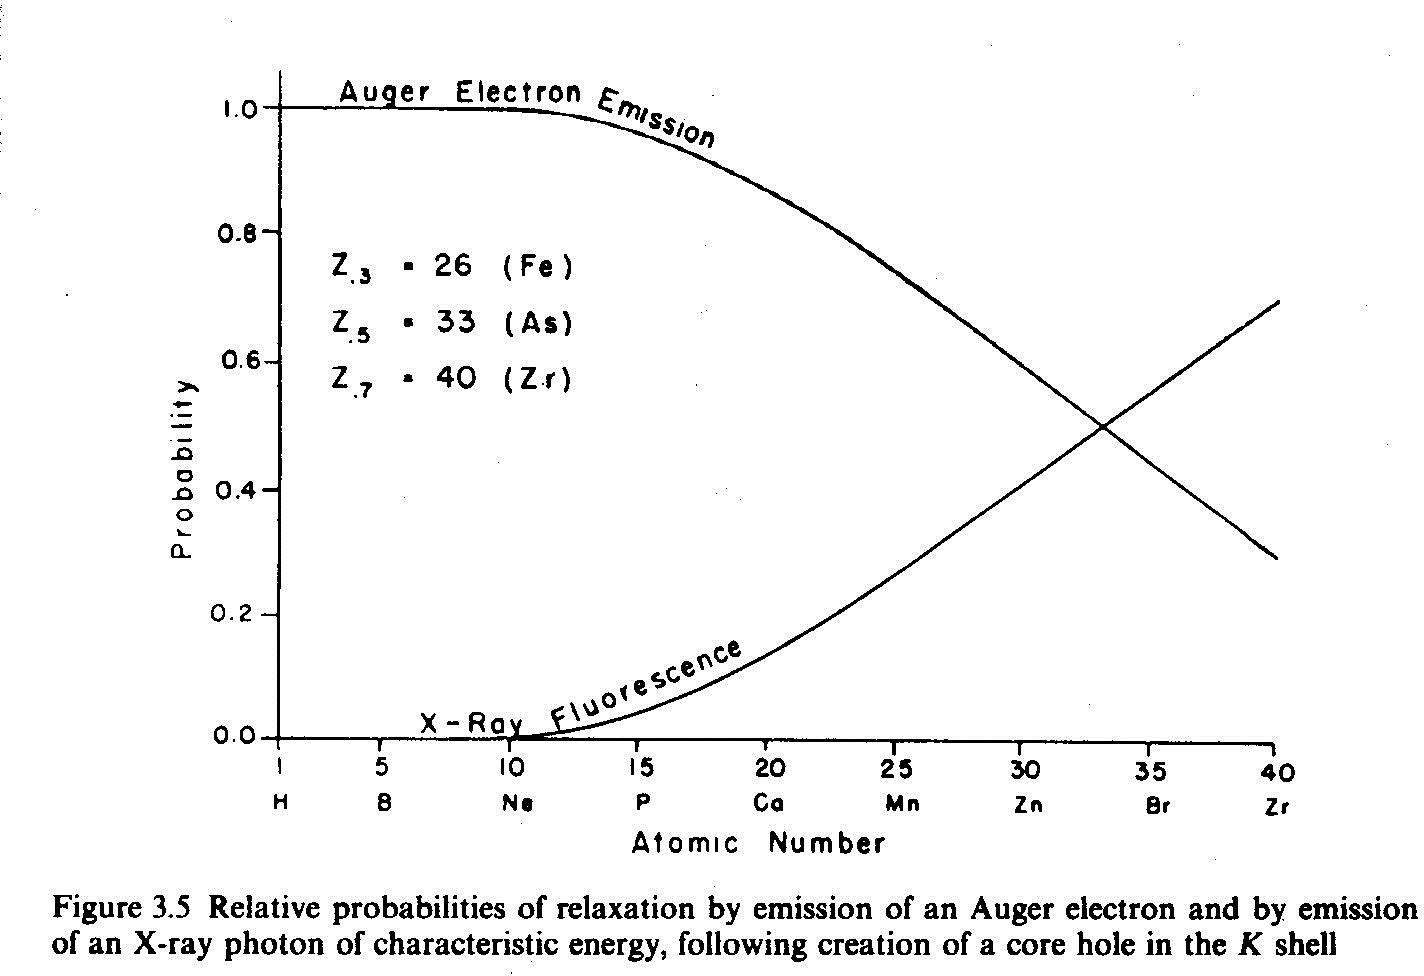 Auger Electron Emission
1.0
0.8
Z.3 = 26 (Fe)
Z.5 = 33 (As)
0.6
Z.7 = 40 (Zr)
Probability
0.4
0.2
X-Ray Fluorescence
0.0
1 5 10 15 20 25 30 35 40
H B Ne P Ca Mn Zn Br Zr
Atomic Number
Figure 3.5 Relative probabilities of relaxation by emission of an Auger electron and by emission
of an X-ray photon of characteristic energy, following creation of a core hole in the K shell